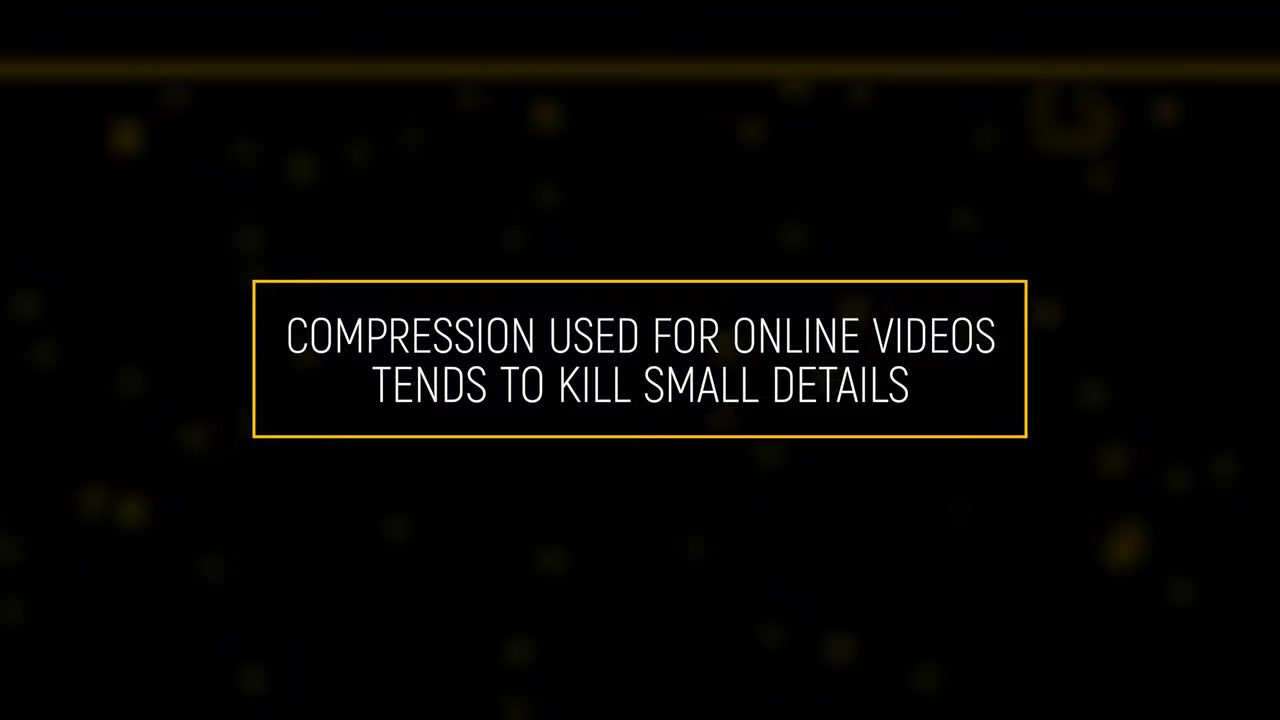 COMPRESSION USED FOR ONLINE VIDEOS
TENDS TO KILL SMALL DETAILS